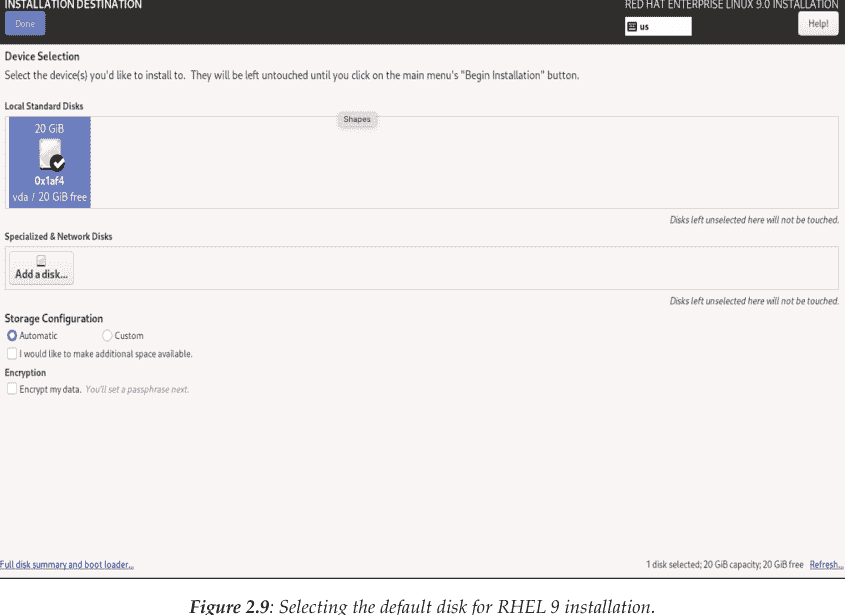 INSTALLATION DESTINATION
RED HAT ENTERPRISE LINUX 9.0 INSTALLATION
Done
us
Help!
Device Selection
Select the device(s) you'd like to install to. They will be left untouched until you click on the main menu's "Begin Installation" button.
Local Standard Disks
Shapes
20 GiB
0x1af4
vda / 20 GiB free
Disks left unselected here will not be touched.
Specialized & Network Disks
Add a disk...
Disks left unselected here will not be touched.
Storage Configuration
Automatic Custom
I would like to make additional space available.
Encryption
Encrypt my data. You'll set a passphrase next.
Full disk summary and boot loader...
1 disk selected; 20 GiB capacity; 20 GiB free Refresh...
Figure 2.9: Selecting the default disk for RHEL 9 installation.